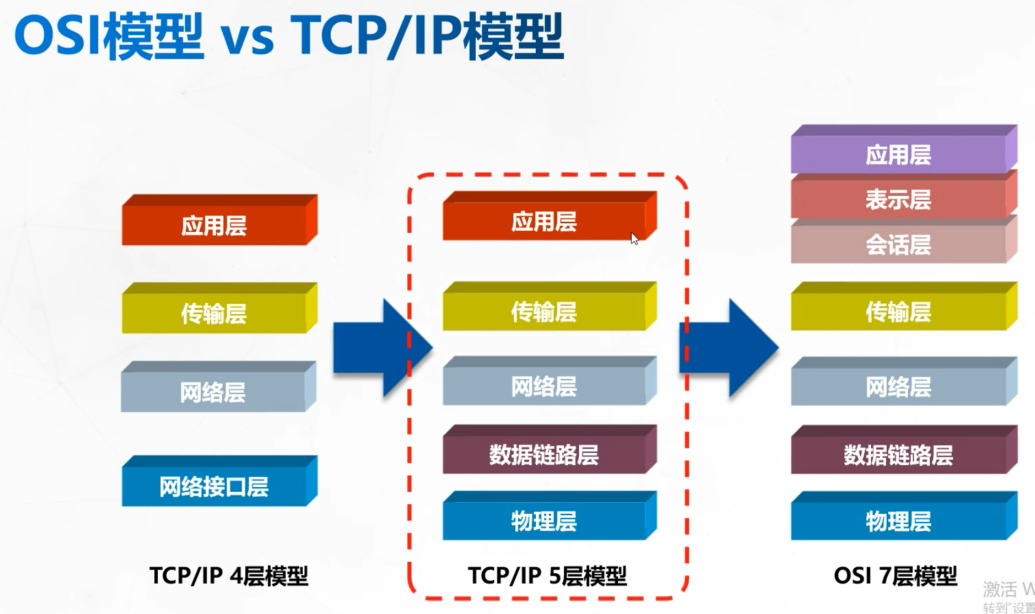 OSI模型 vs TCP/IP模型
应用层
传输层
网络层
网络接口层
TCP/IP 4层模型
应用层
传输层
网络层
数据链路层
物理层
TCP/IP 5层模型
应用层
表示层
会话层
传输层
网络层
数据链路层
物理层
OSI 7层模型
激活 W
转到"设置